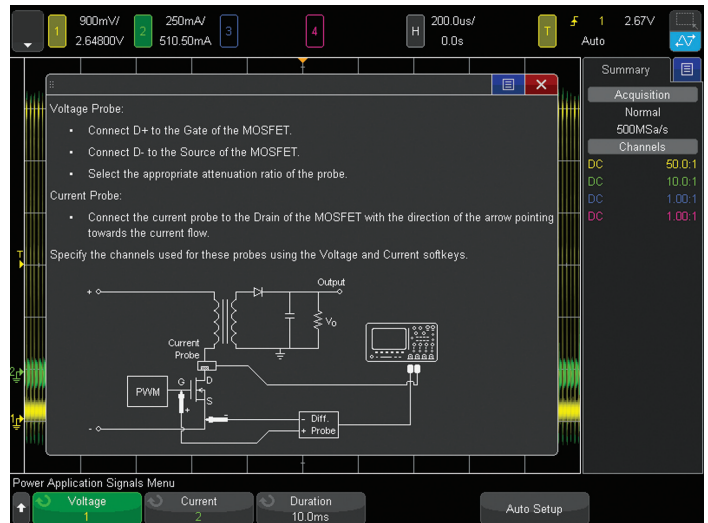 1 900mV/ 2.64800V
2 250mA/ 510.50mA
3
4
H 200.0us/ 0.0s
T
1 2.67V
Auto
Summary
Acquisition
Normal
500MSa/s
Channels
DC 50.0:1
DC 10.0:1
DC 1.00:1
DC 1.00:1
Voltage Probe:
• Connect D+ to the Gate of the MOSFET.
• Connect D- to the Source of the MOSFET.
• Select the appropriate attenuation ratio of the probe.
Current Probe:
• Connect the current probe to the Drain of the MOSFET with the direction of the arrow pointing
towards the current flow.
Specify the channels used for these probes using the Voltage and Current softkeys.
T
2
1
+
Output
Vo
Current
Probe
PWM
G
D
S
+
-
-
- Diff.
+ Probe
Power Application Signals Menu
Voltage
1
Current
2
Duration
10.0ms
Auto Setup